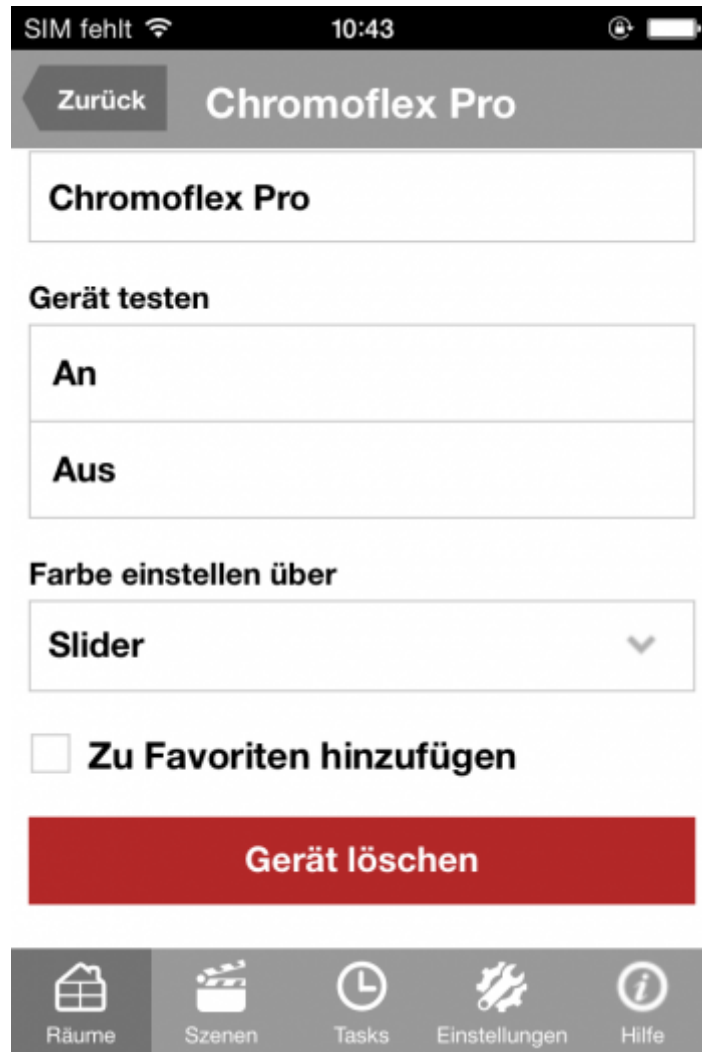 SIM fehlt 10:43
Zurück Chromoflex Pro
Chromoflex Pro
Gerät testen
An
Aus
Farbe einstellen über
Slider
Zu Favoriten hinzufügen
Gerät löschen
Räume Szenen Tasks Einstellungen Hilfe